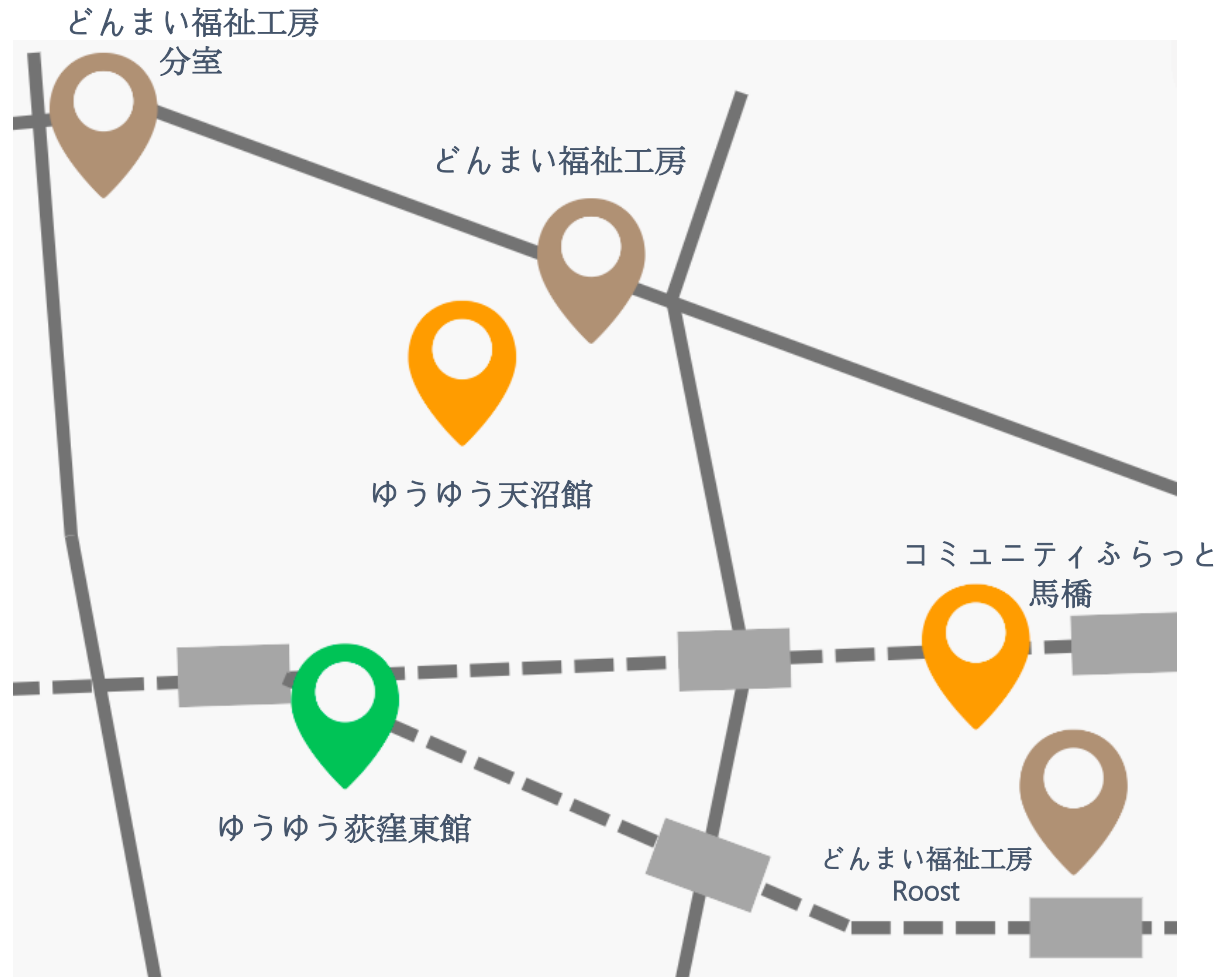 どんまい福祉工房
分室
どんまい福祉工房
ゆうゆう天沼館
コミュニティふらっと
馬橋
ゆうゆう荻窪東館
どんまい福祉工房
Roost